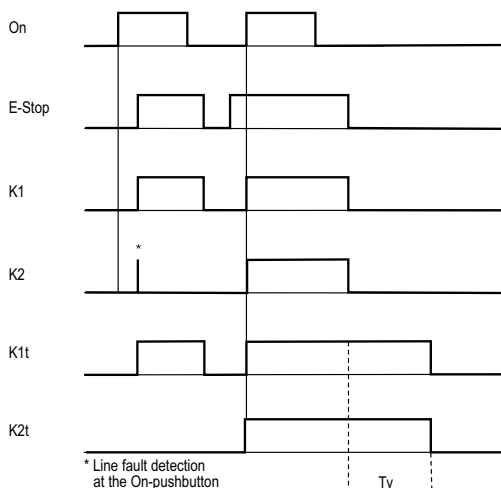 On
E-Stop
K1
*
K2
K1t
K2t
* Line fault detection
at the On-pushbutton
Tv